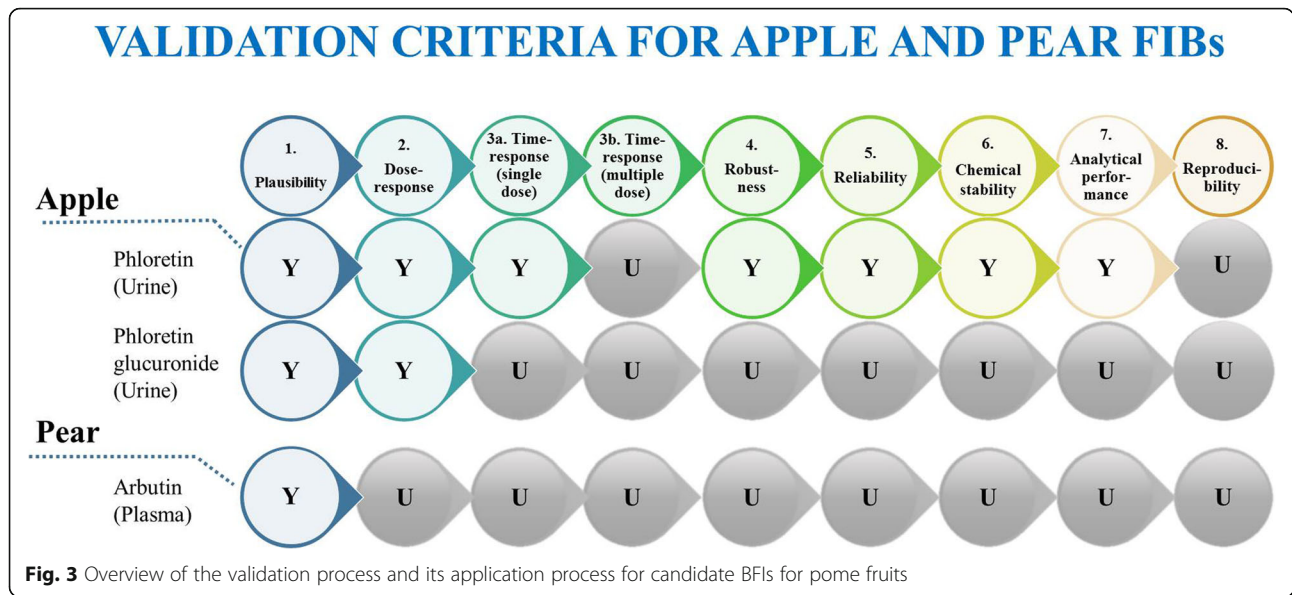 VALIDATION CRITERIA FOR APPLE AND PEAR FIBs
1.
Plausibility
2.
Dose-
response
3a. Time-
response
(single
dose)
3b. Time-
response
(multiple
dose)
4.
Robust-
ness
5.
Reliability
6.
Chemical
stability
7.
Analytical
perfor-
mance
8.
Reproduci-
bility
Apple
Phloretin
(Urine)
Y Y Y U Y Y Y Y U
Phloretin
glucuronide
(Urine)
Y Y U U U U U U U
Pear
Arbutin
(Plasma)
Y U U U U U U U U
Fig. 3 Overview of the validation process and its application process for candidate BFIs for pome fruits